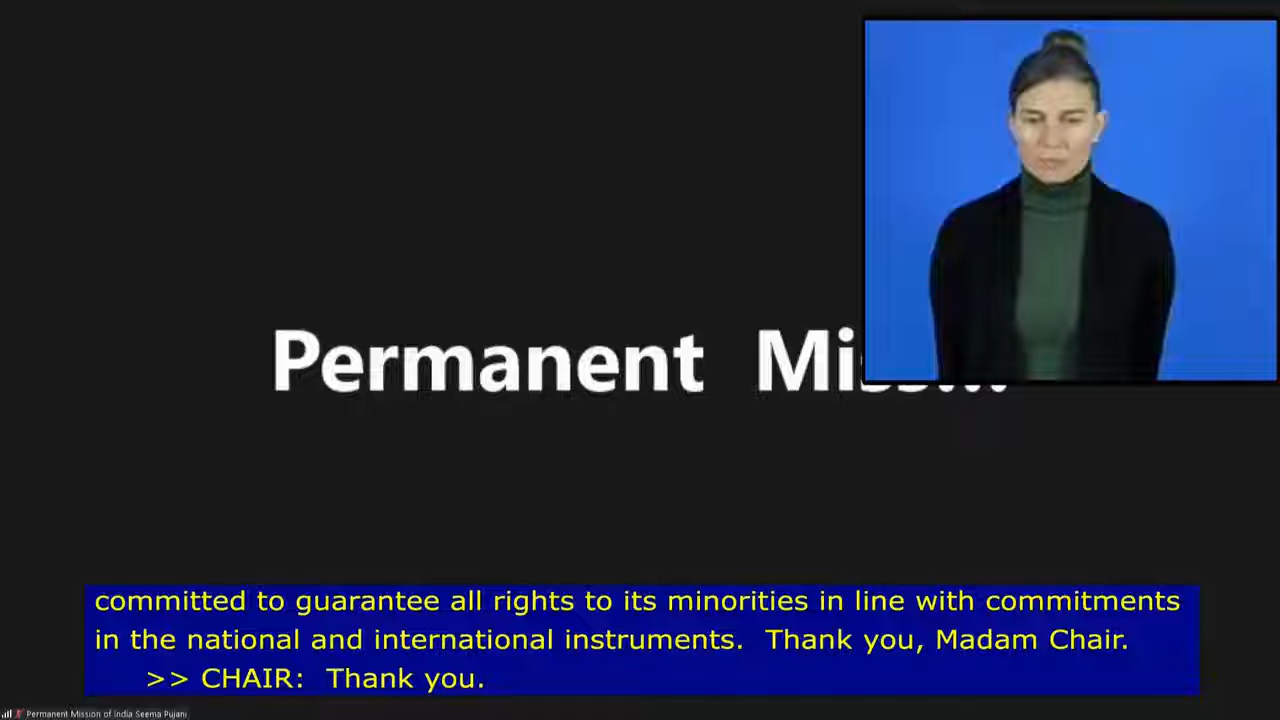 Permanent Miss...
committed to guarantee all rights to its minorities in line with commitments
in the national and international instruments.  Thank you, Madam Chair.
>> CHAIR:  Thank you.
Permanent Mission of India Seema Pujani